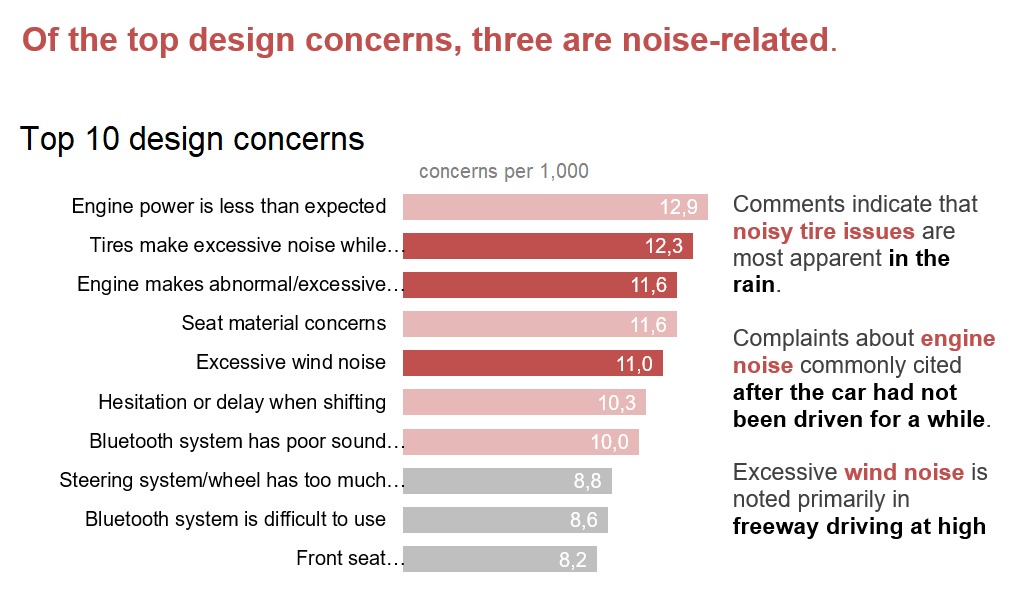 Of the top design concerns, three are noise-related.
Top 10 design concerns
concerns per 1,000
Engine power is less than expected 12,9
Tires make excessive noise while… 12,3
Engine makes abnormal/excessive… 11,6
Seat material concerns 11,6
Excessive wind noise 11,0
Hesitation or delay when shifting 10,3
Bluetooth system has poor sound… 10,0
Steering system/wheel has too much… 8,8
Bluetooth system is difficult to use 8,6
Front seat… 8,2
Comments indicate that
noisy tire issues are
most apparent in the
rain.
Complaints about engine
noise commonly cited
after the car had not
been driven for a while.
Excessive wind noise is
noted primarily in
freeway driving at high